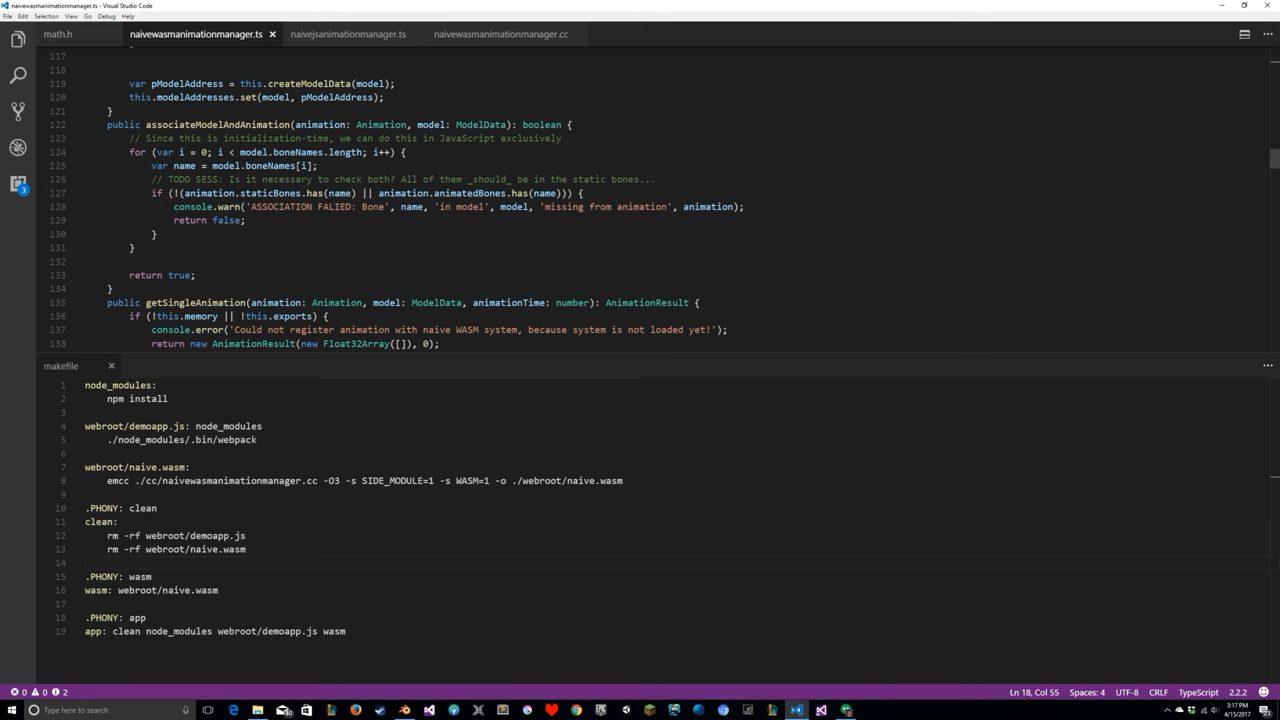 naivewasmanimationmanager.ts - Visual Studio Code
File Edit Selection View Go Debug Help
math.h naivewasmanimationmanager.ts naivejsanimationmanager.ts naivewasmanimationmanager.cc
117
118
119 var pModelAddress = this.createModelData(model);
120 this.modelAddresses.set(model, pModelAddress);
121 }
122 public associateModelAndAnimation(animation: Animation, model: ModelData): boolean {
123 // Since this is initialization-time, we can do this in JavaScript exclusively
124 for (var i = 0; i < model.boneNames.length; i++) {
125 var name = model.boneNames[i];
126 // TODO SESS: Is it necessary to check both? All of them _should_ be in the static bones...
127 if (!(animation.staticBones.has(name) || animation.animatedBones.has(name))) {
128 console.warn('ASSOCIATION FALIED: Bone', name, 'in model', model, 'missing from animation', animation);
129 return false;
130 }
131 }
132
133 return true;
134 }
135 public getSingleAnimation(animation: Animation, model: ModelData, animationTime: number): AnimationResult {
136 if (!this.memory || !this.exports) {
137 console.error('Could not register animation with naive WASM system, because system is not loaded yet!');
138 return new AnimationResult(new Float32Array([]), 0);
makefile
1 node_modules:
2 npm install
3
4 webroot/demoapp.js: node_modules
5 ./node_modules/.bin/webpack
6
7 webroot/naive.wasm:
8 emcc ./cc/naivewasmanimationmanager.cc -O3 -s SIDE_MODULE=1 -s WASM=1 -o ./webroot/naive.wasm
9
10 .PHONY: clean
11 clean:
12 rm -rf webroot/demoapp.js
13 rm -rf webroot/naive.wasm
14
15 .PHONY: wasm
16 wasm: webroot/naive.wasm
17
18 .PHONY: app
19 app: clean node_modules webroot/demoapp.js wasm
3
0 0 2 Ln 18, Col 55 Spaces: 4 UTF-8 CRLF TypeScript 2.2.2
Type here to search
3:17 PM
4/15/2017